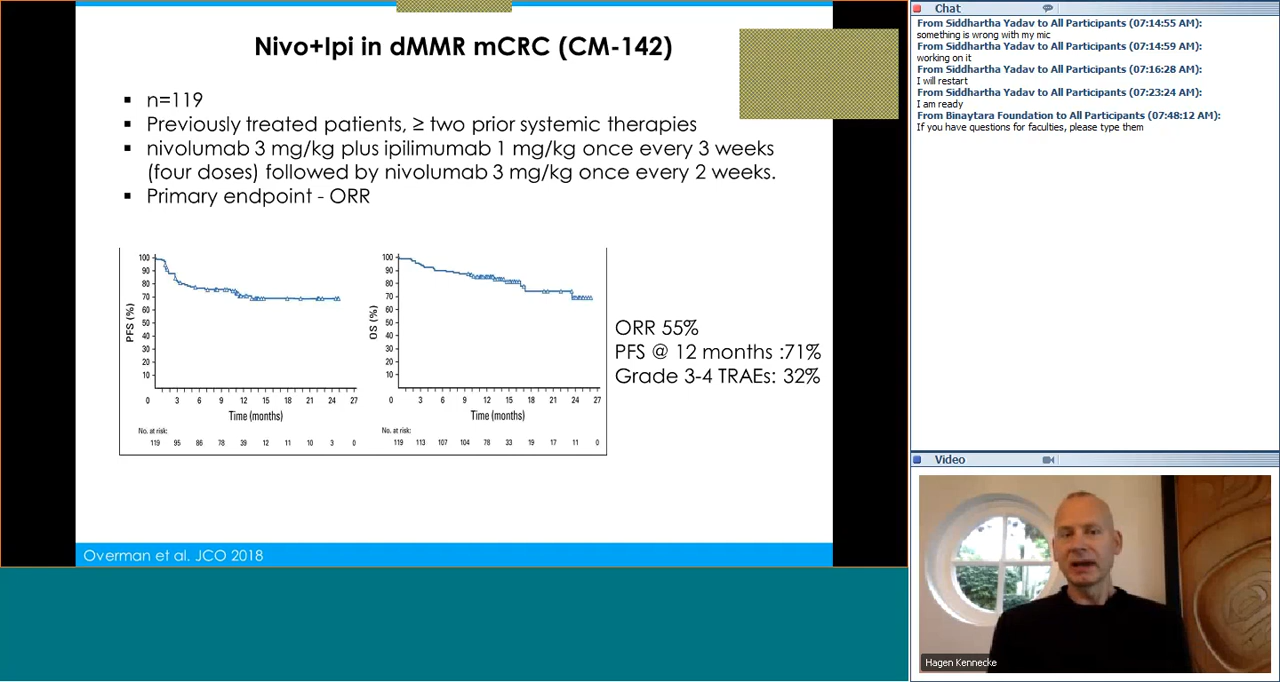 Nivo+Ipi in dMMR mCRC (CM-142)
▪ n=119
▪ Previously treated patients, ≥ two prior systemic therapies
▪ nivolumab 3 mg/kg plus ipilimumab 1 mg/kg once every 3 weeks
(four doses) followed by nivolumab 3 mg/kg once every 2 weeks.
▪ Primary endpoint - ORR
PFS (%)
100
90
80
70
60
50
40
30
20
10
0 3 6 9 12 15 18 21 24 27
Time (months)
No. at risk:
119 95 86 78 39 12 11 10 3 0
OS (%)
100
90
80
70
60
50
40
30
20
10
0 3 6 9 12 15 18 21 24 27
Time (months)
No. at risk:
119 113 107 104 78 33 19 17 11 0
ORR 55%
PFS @ 12 months :71%
Grade 3-4 TRAEs: 32%
Overman et al. JCO 2018
Chat
From Siddhartha Yadav to All Participants (07:14:55 AM):
something is wrong with my mic
From Siddhartha Yadav to All Participants (07:14:59 AM):
working on it
From Siddhartha Yadav to All Participants (07:16:28 AM):
I will restart
From Siddhartha Yadav to All Participants (07:23:24 AM):
I am ready
From Binaytara Foundation to All Participants (07:48:12 AM):
If you have questions for faculties, please type them
Video
Hagen Kennecke